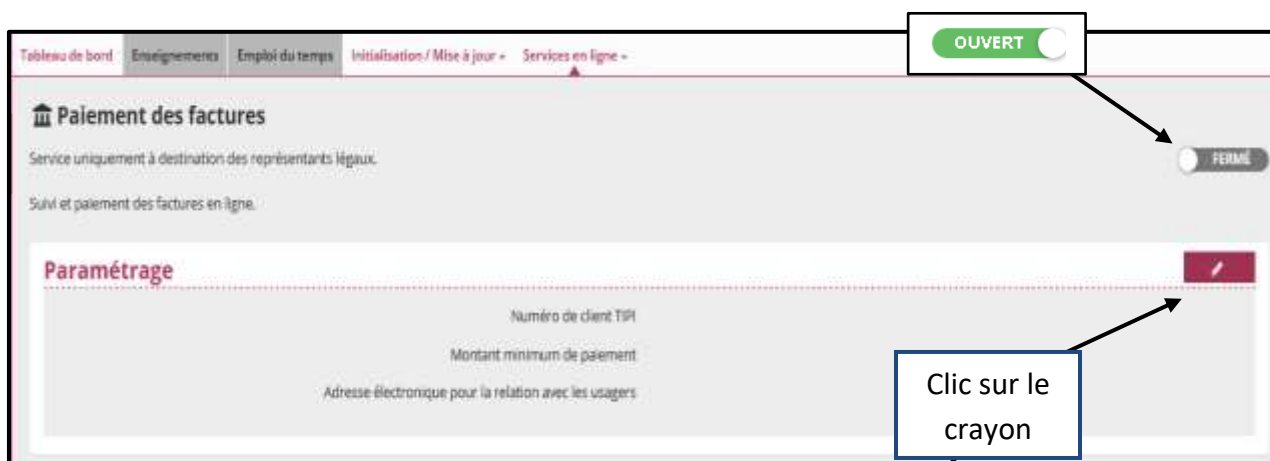 OUVERT
Tableau de bord Enseignements Emploi du temps Initialisation / Mise à jour Services en ligne
Paiement des factures
Service uniquement à destination des représentants légaux.
FERMÉ
Suivi et paiement des factures en ligne.
Paramétrage
Numéro de client TIPI
Montant minimum de paiement
Adresse électronique pour la relation avec les usagers
Clic sur le
crayon